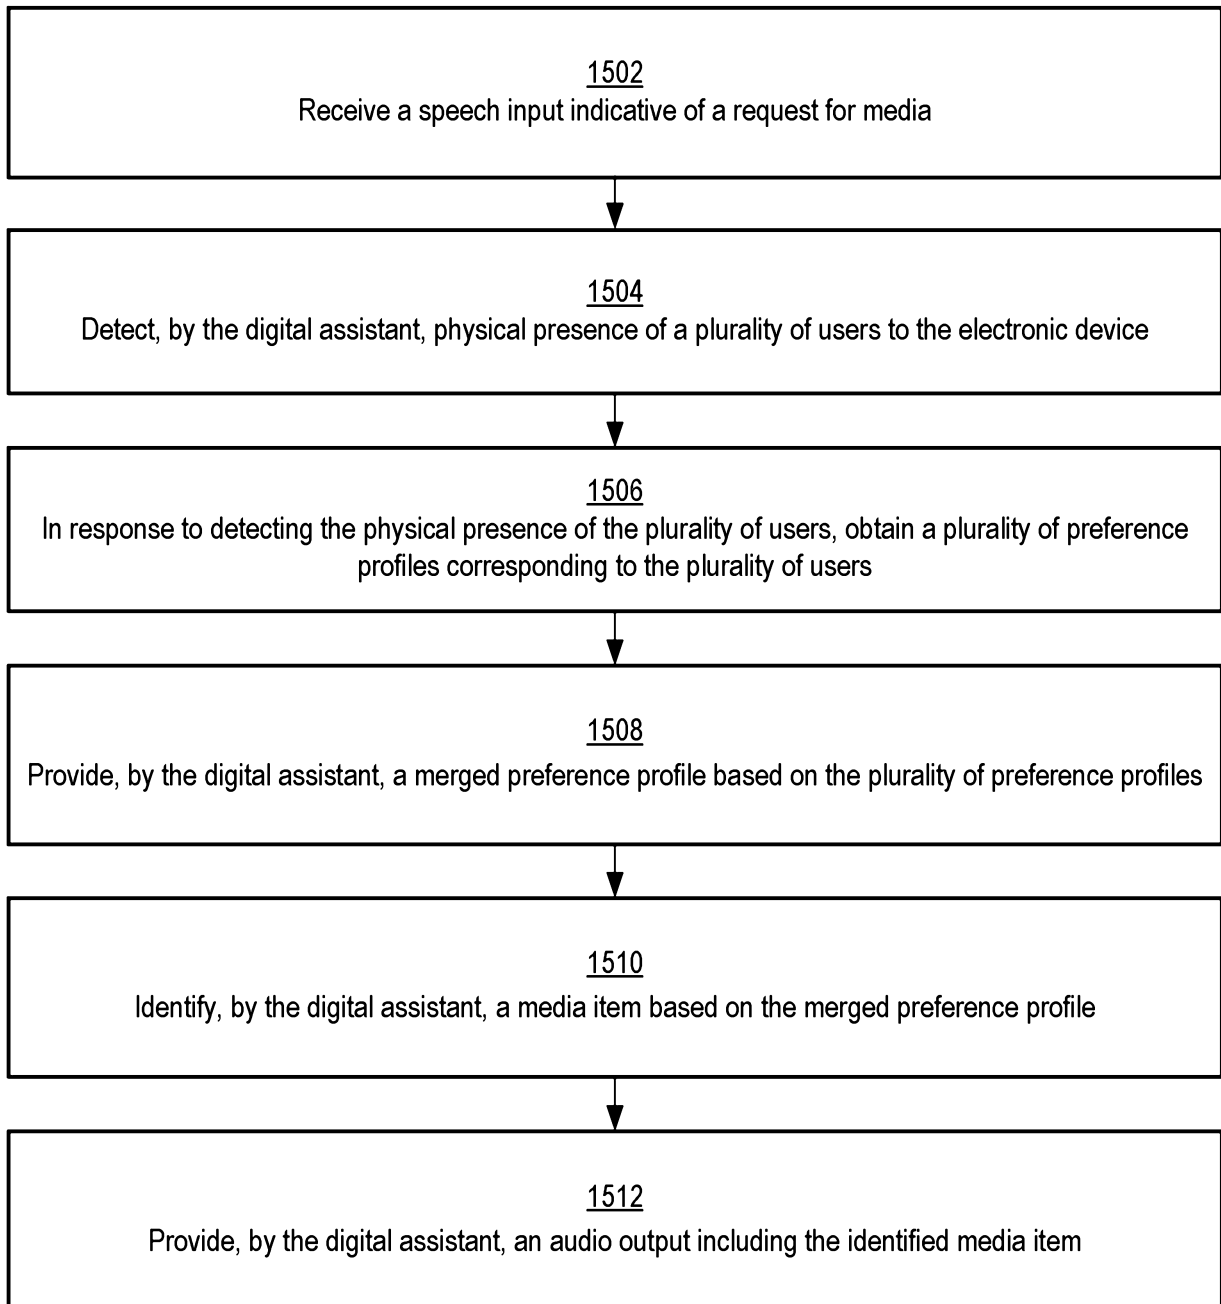 1502
Receive a speech input indicative of a request for media
1504
Detect, by the digital assistant, physical presence of a plurality of users to the electronic device
1506
In response to detecting the physical presence of the plurality of users, obtain a plurality of preference
profiles corresponding to the plurality of users
1508
Provide, by the digital assistant, a merged preference profile based on the plurality of preference profiles
1510
Identify, by the digital assistant, a media item based on the merged preference profile
1512
Provide, by the digital assistant, an audio output including the identified media item